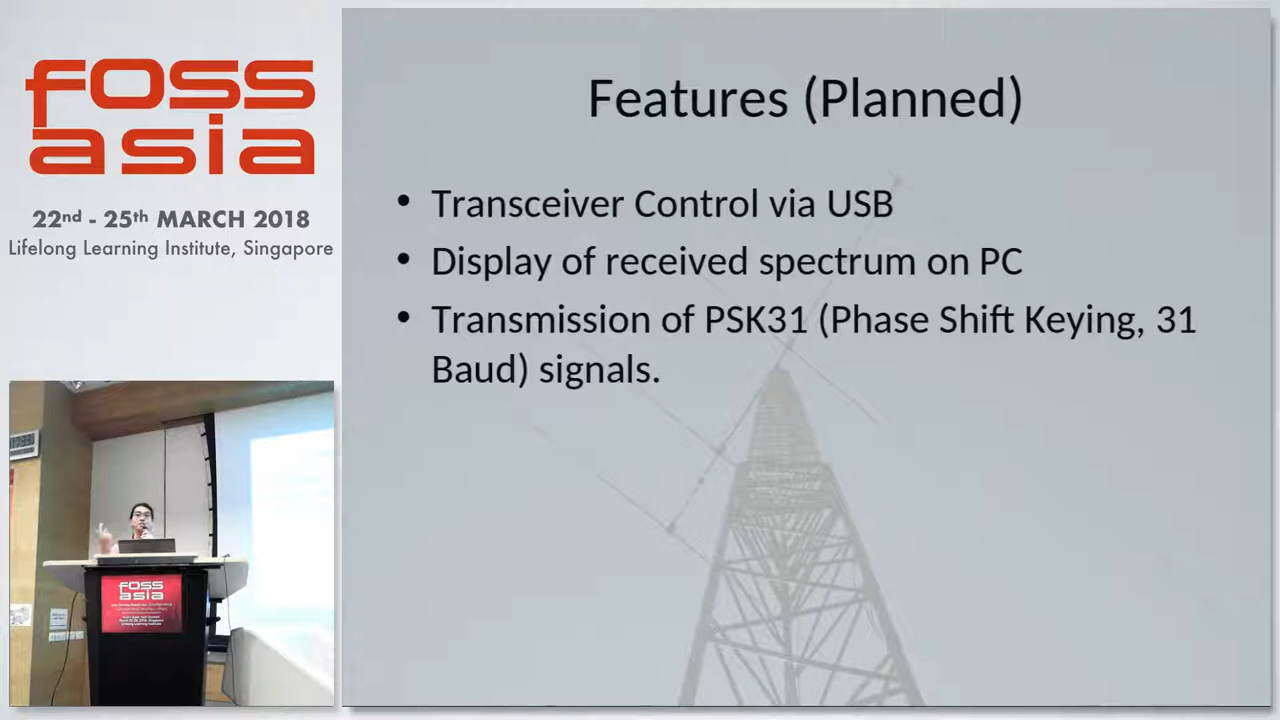 foss
asia
22nd - 25th MARCH 2018
Lifelong Learning Institute, Singapore
Features (Planned)
• Transceiver Control via USB
• Display of received spectrum on PC
• Transmission of PSK31 (Phase Shift Keying, 31
Baud) signals.
foss
asia